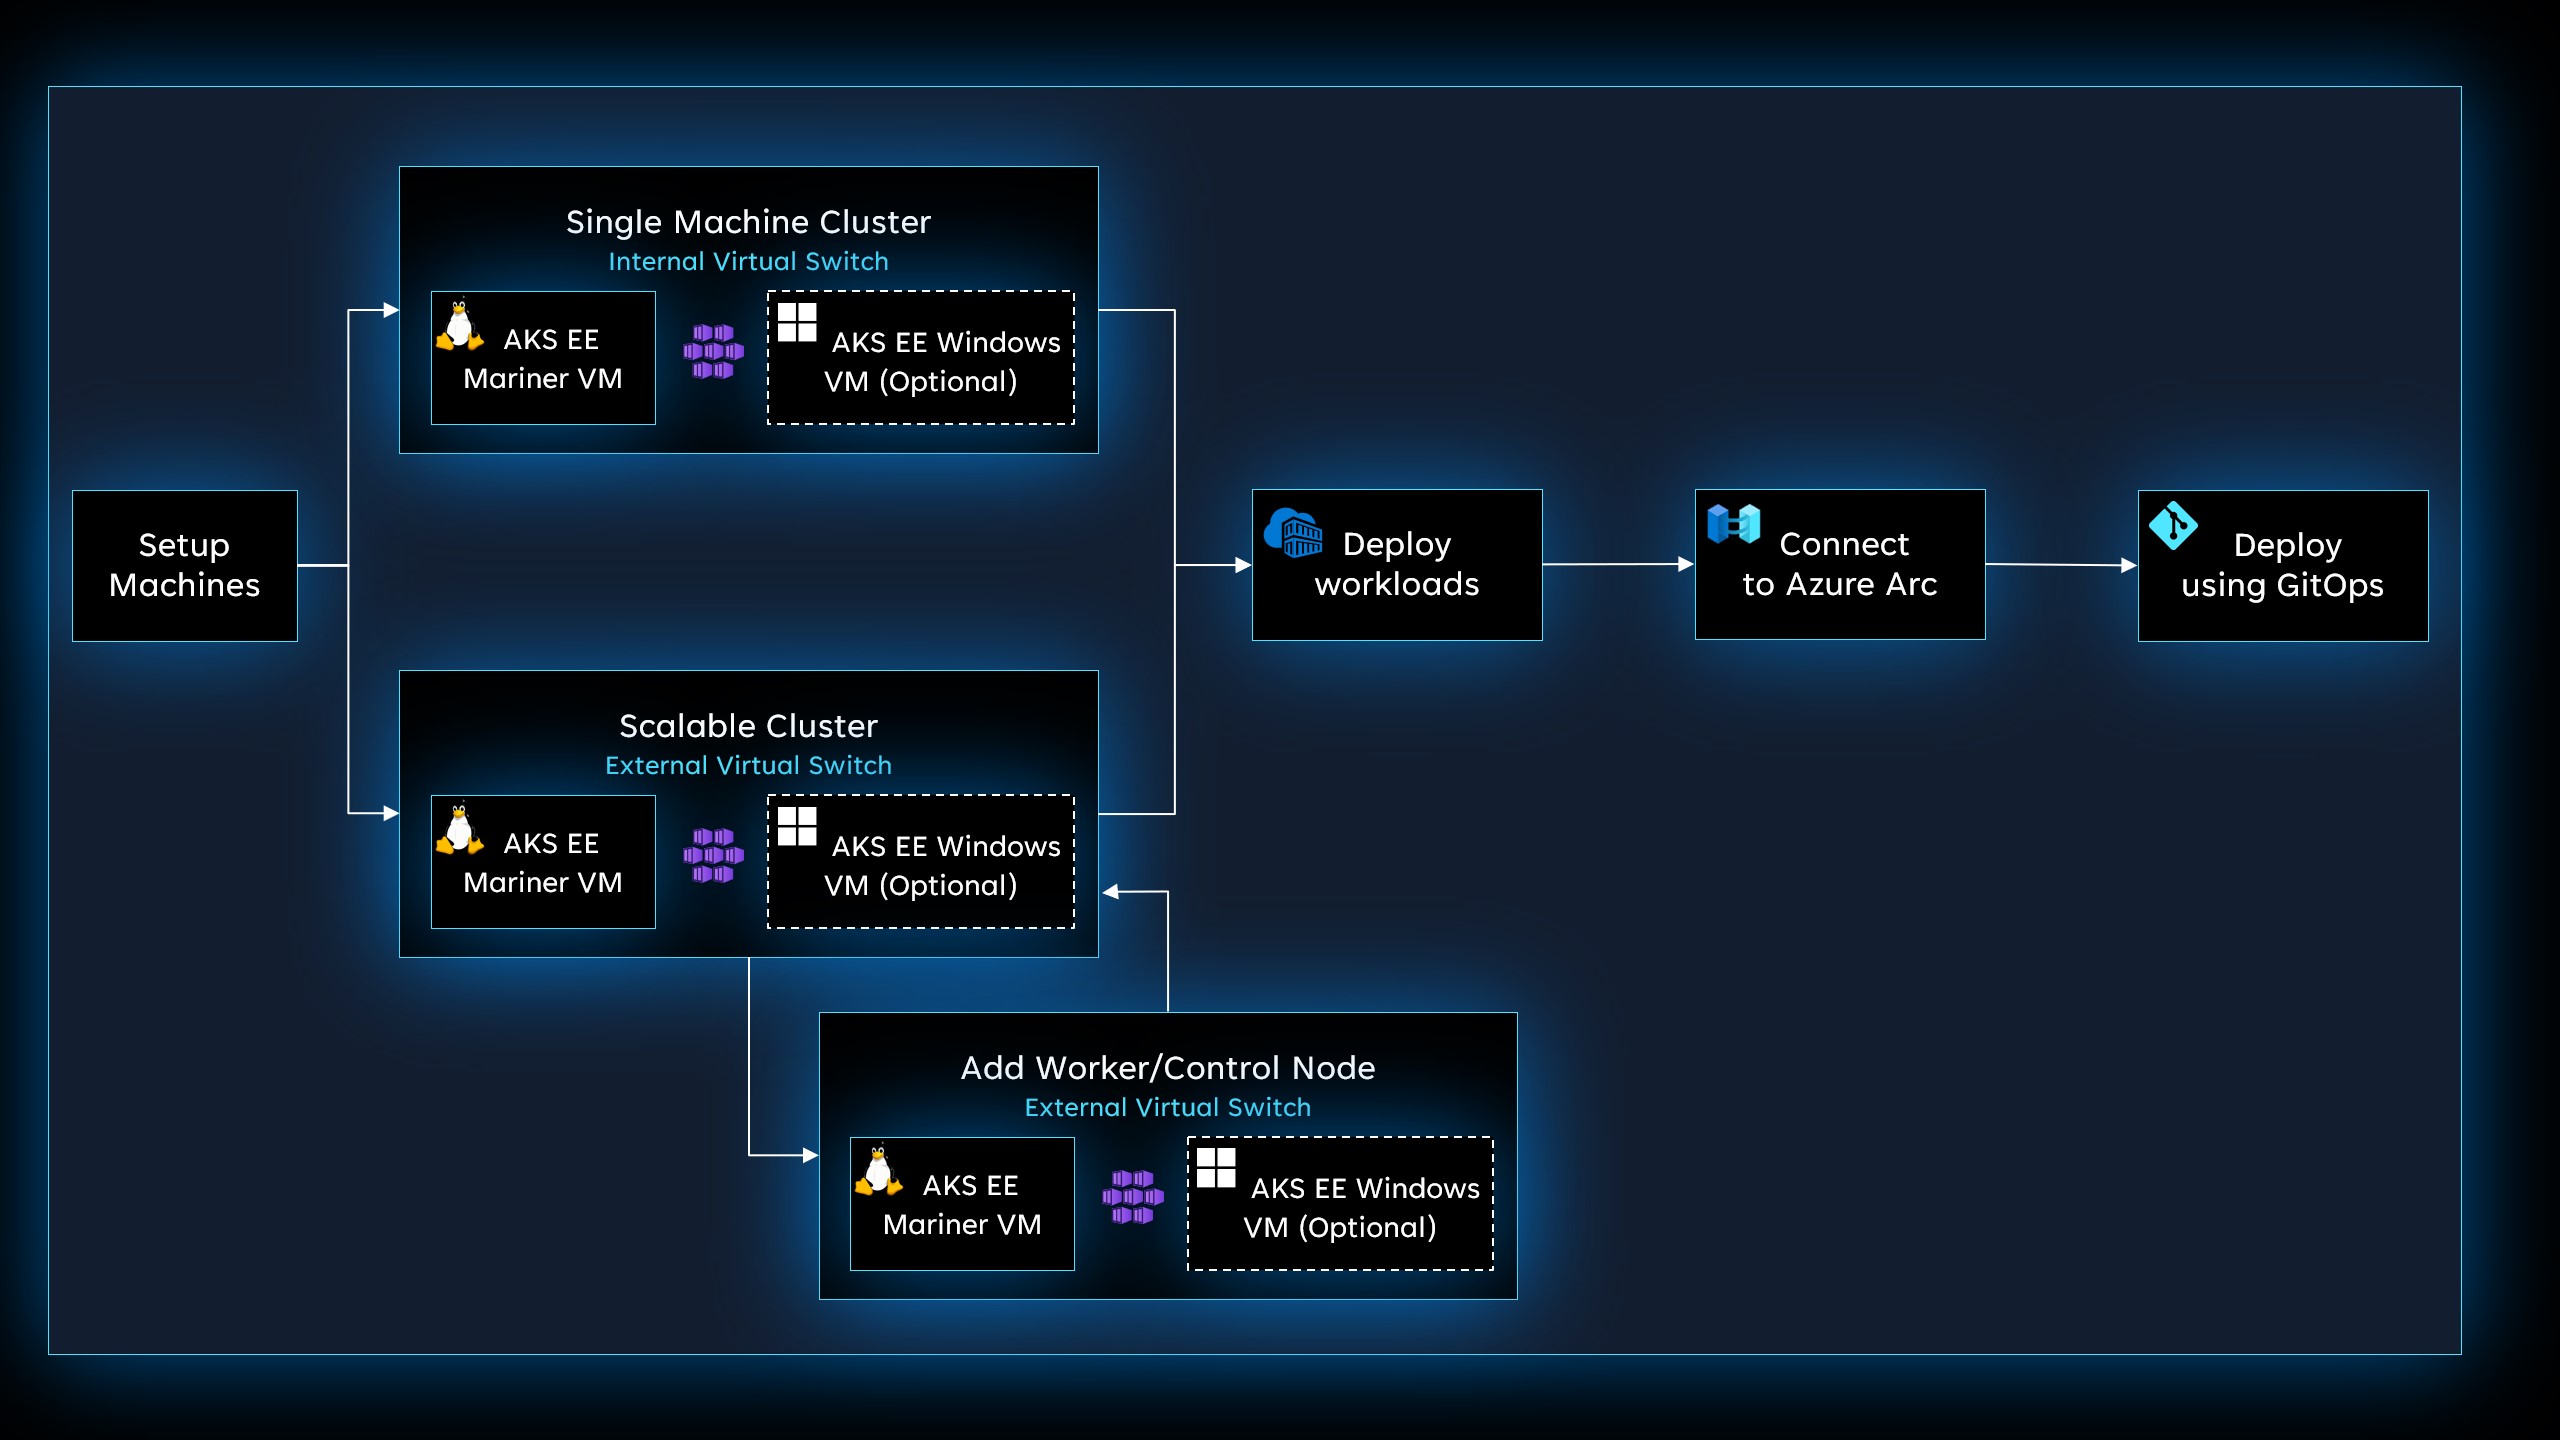 Single Machine Cluster
Internal Virtual Switch
AKS EE
Mariner VM
AKS EE Windows
VM (Optional)
Setup
Machines
Deploy
workloads
Connect
to Azure Arc
Deploy
using GitOps
Scalable Cluster
External Virtual Switch
AKS EE
Mariner VM
AKS EE Windows
VM (Optional)
Add Worker/Control Node
External Virtual Switch
AKS EE
Mariner VM
AKS EE Windows
VM (Optional)